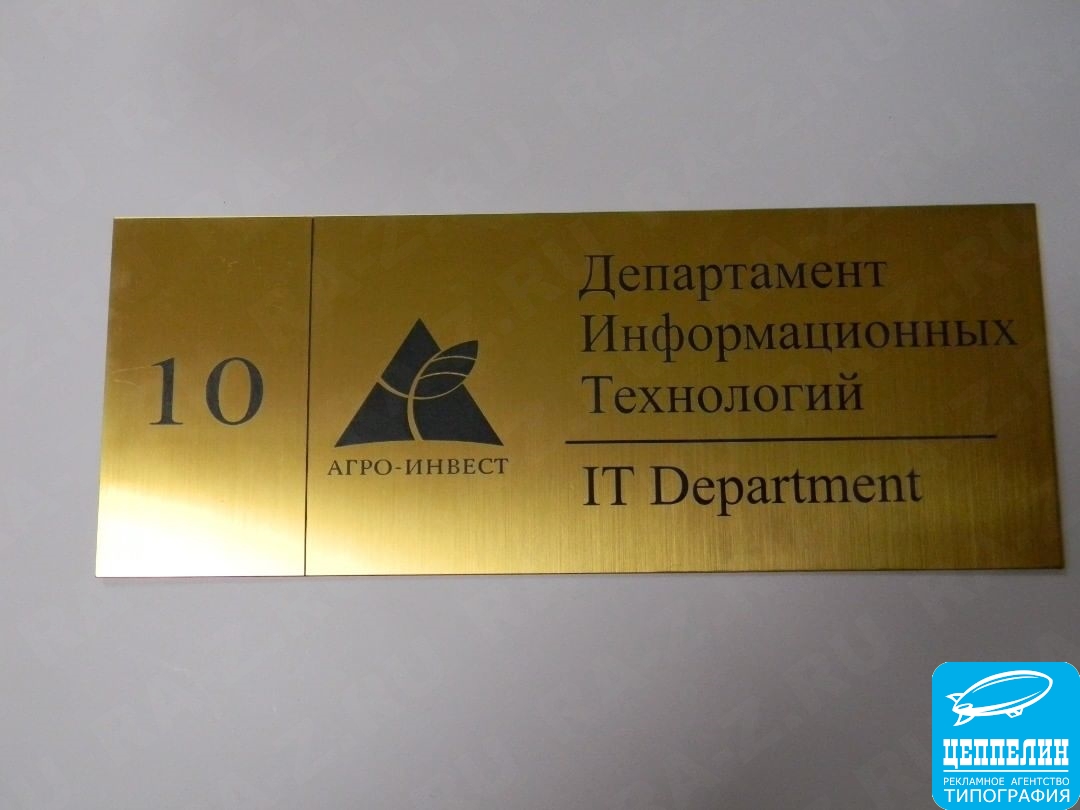 10
АГРО-ИНВЕСТ
Департамент
Информационных
Технологий
IT Department
ЦЕППЕЛИН
РЕКЛАМНОЕ АГЕНТСТВО
ТИПОГРАФИЯ